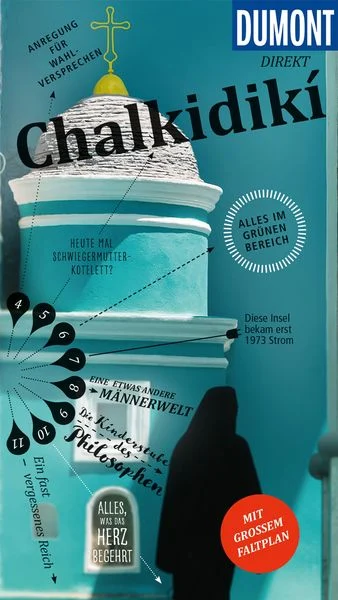 DUMONT
DIREKT
Chalkidikí
ANREGUNG
FÜR
WAHL-
VERSPRECHEN
HEUTE MAL
SCHWIEGERMUTTER-
KOTELETT?
ALLES IM
GRÜNEN
BEREICH
Diese Insel
bekam erst
1973 Strom
4
5
6
7
8
9
10
11
EINE ETWAS ANDERE
MÄNNERWELT
Die Kinderstube
des
Philosophen
Ein fast
vergessenes Reich
ALLES,
WAS DAS
HERZ
BEGEHRT
MIT
GROSSEM
FALTPLAN